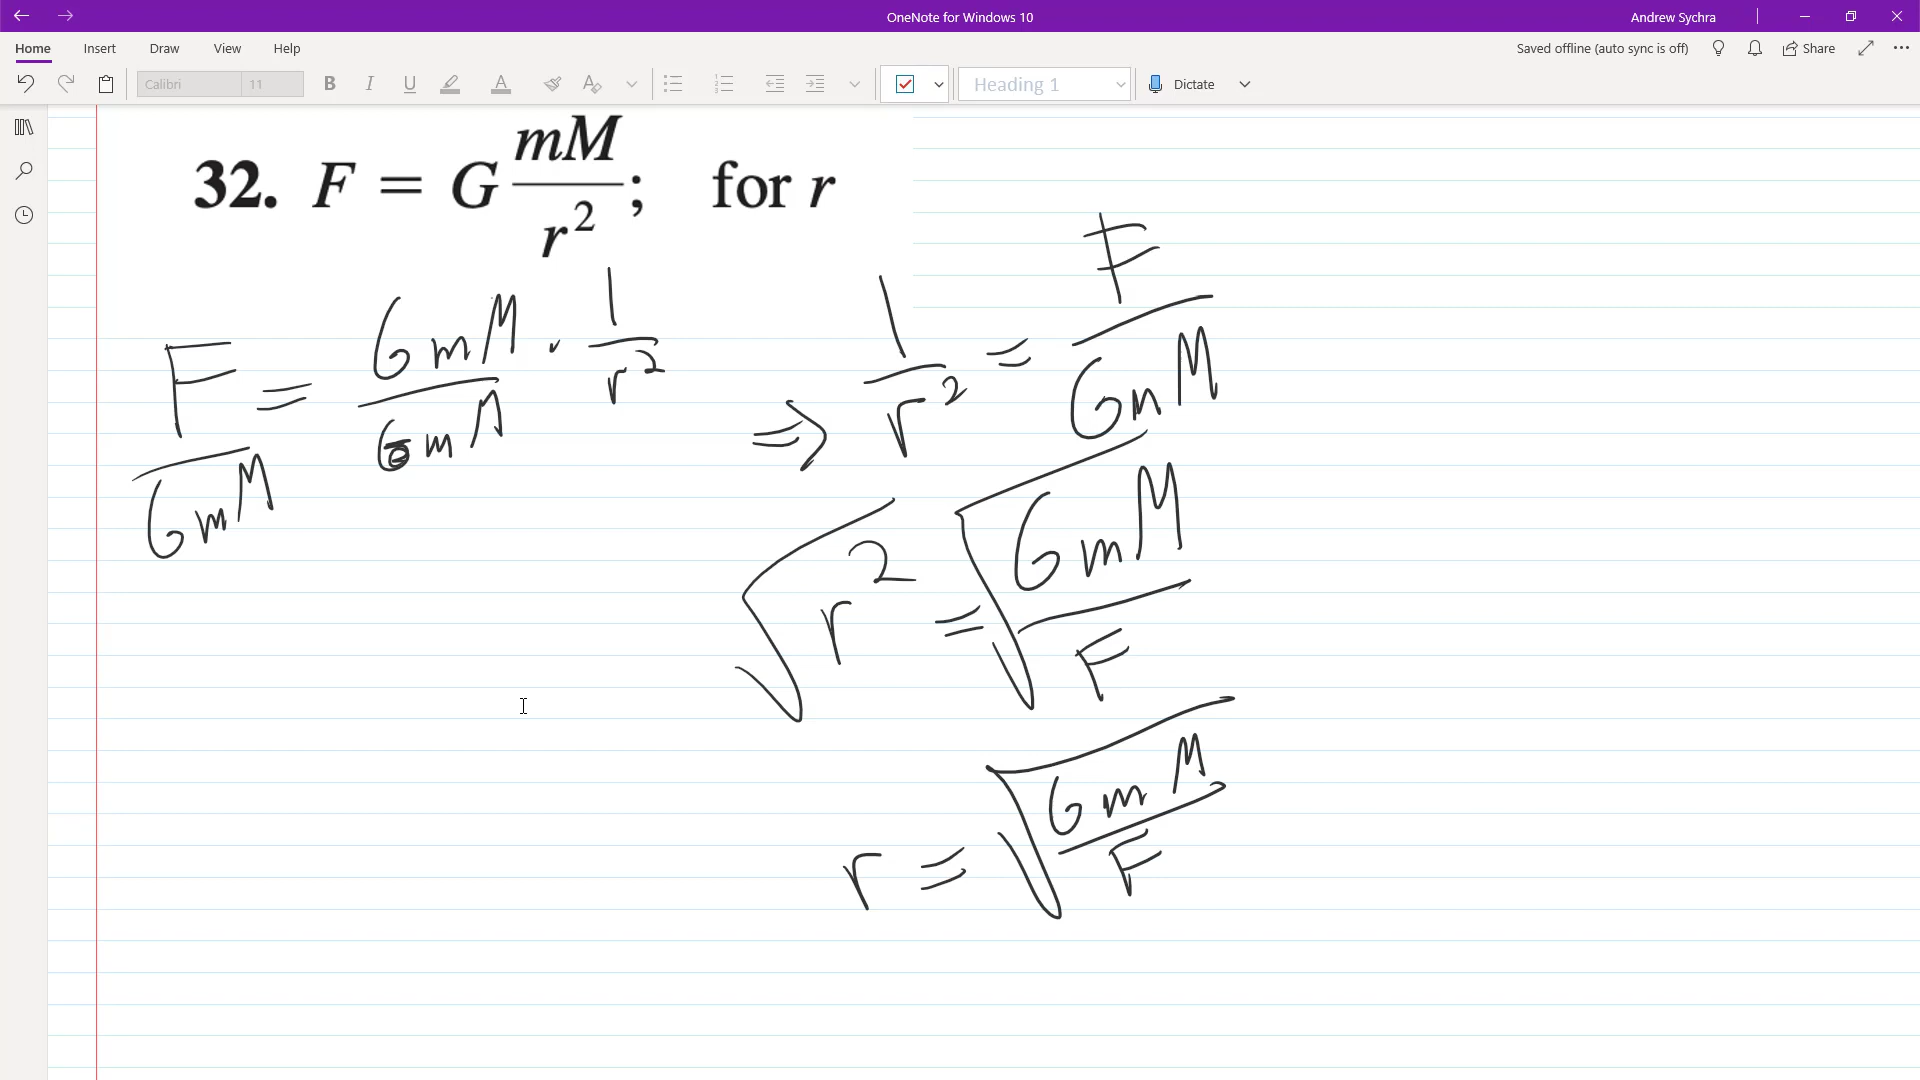 OneNote for Windows 10
Andrew Sychra
Home Insert Draw View Help
Saved offline (auto sync is off) Share
Calibri 11 B I U A A Heading 1 Dictate
32. F = G mM/r²; for r
F/GmM = GmM/GmM · 1/r² ⇒ 1/r² = F/GmM
√r² = √GmM/F
r = √GmM/F